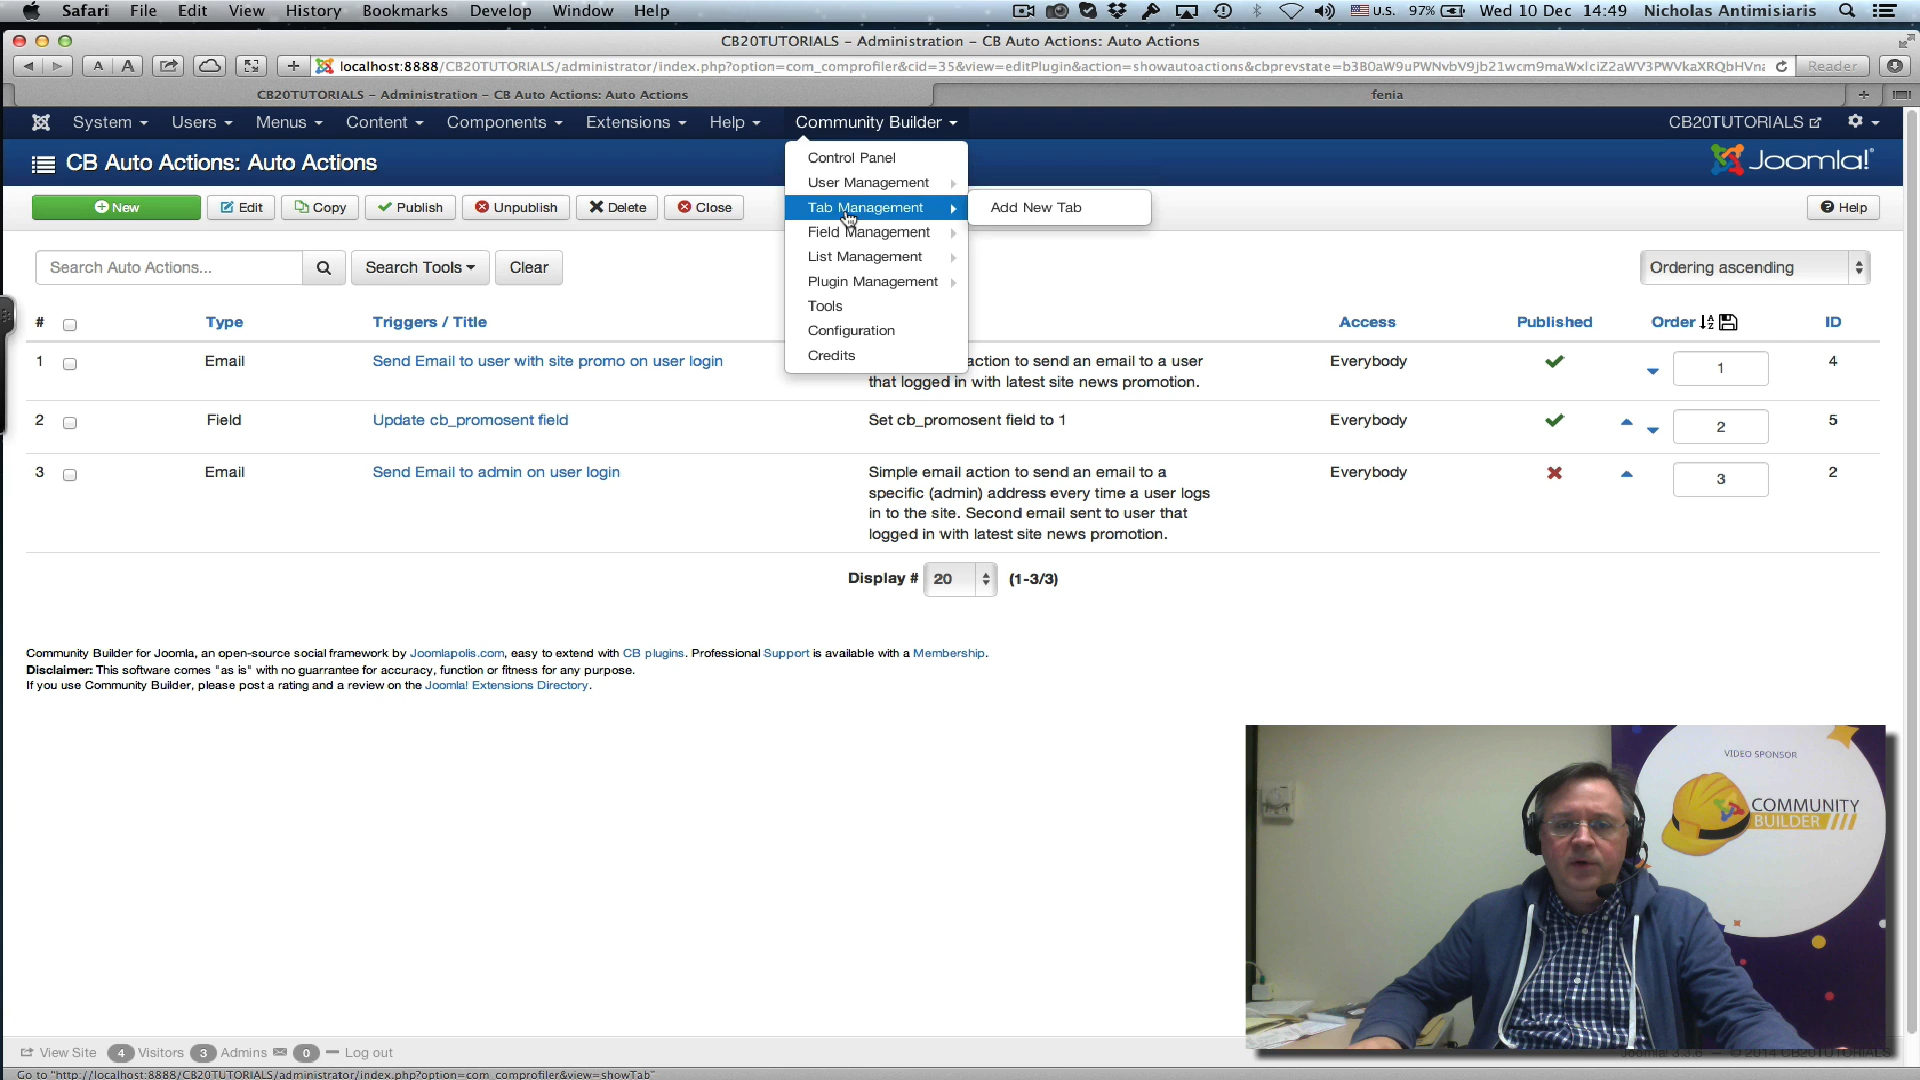 Safari File Edit View History Bookmarks Develop Window Help U.S. 97% Wed 10 Dec 14:49 Nicholas Antimisiaris
CB20TUTORIALS - Administration - CB Auto Actions: Auto Actions
A A + localhost:8888/CB20TUTORIALS/administrator/index.php?option=com_comprofiler&cid=35&view=editPlugin&action=showautoactions&cbprevstate=b3B0aW9uPWNvbV9jb21wcm9maWxlciZ2aWV3PWVkaXRQbHVna Reader
CB20TUTORIALS - Administration - CB Auto Actions: Auto Actions fenia +
System Users Menus Content Components Extensions Help Community Builder CB20TUTORIALS
CB Auto Actions: Auto Actions Joomla!
New Edit Copy Publish Unpublish Delete Close Help
Control Panel
User Management
Tab Management Add New Tab
Field Management
List Management
Plugin Management
Tools
Configuration
Credits
Search Auto Actions... Search Tools Clear Ordering ascending
# Type Triggers / Title Access Published Order ID
1 Email Send Email to user with site promo on user login action to send an email to a user Everybody 1 4
that logged in with latest site news promotion.
2 Field Update cb_promosent field Set cb_promosent field to 1 Everybody 2 5
3 Email Send Email to admin on user login Simple email action to send an email to a Everybody 3 2
specific (admin) address every time a user logs
in to the site. Second email sent to user that
logged in with latest site news promotion.
Display # 20 (1-3/3)
Community Builder for Joomla, an open-source social framework by Joomlapolis.com, easy to extend with CB plugins. Professional Support is available with a Membership.
Disclaimer: This software comes "as is" with no guarrantee for accuracy, function or fitness for any purpose.
If you use Community Builder, please post a rating and a review on the Joomla! Extensions Directory.
VIDEO SPONSOR
COMMUNITY
BUILDER
View Site 4 Visitors 3 Admins 0 Log out Joomla! 3.3.6 — © 2014 CB20TUTORIALS
Go to "http://localhost:8888/CB20TUTORIALS/administrator/index.php?option=com_comprofiler&view=showTab"